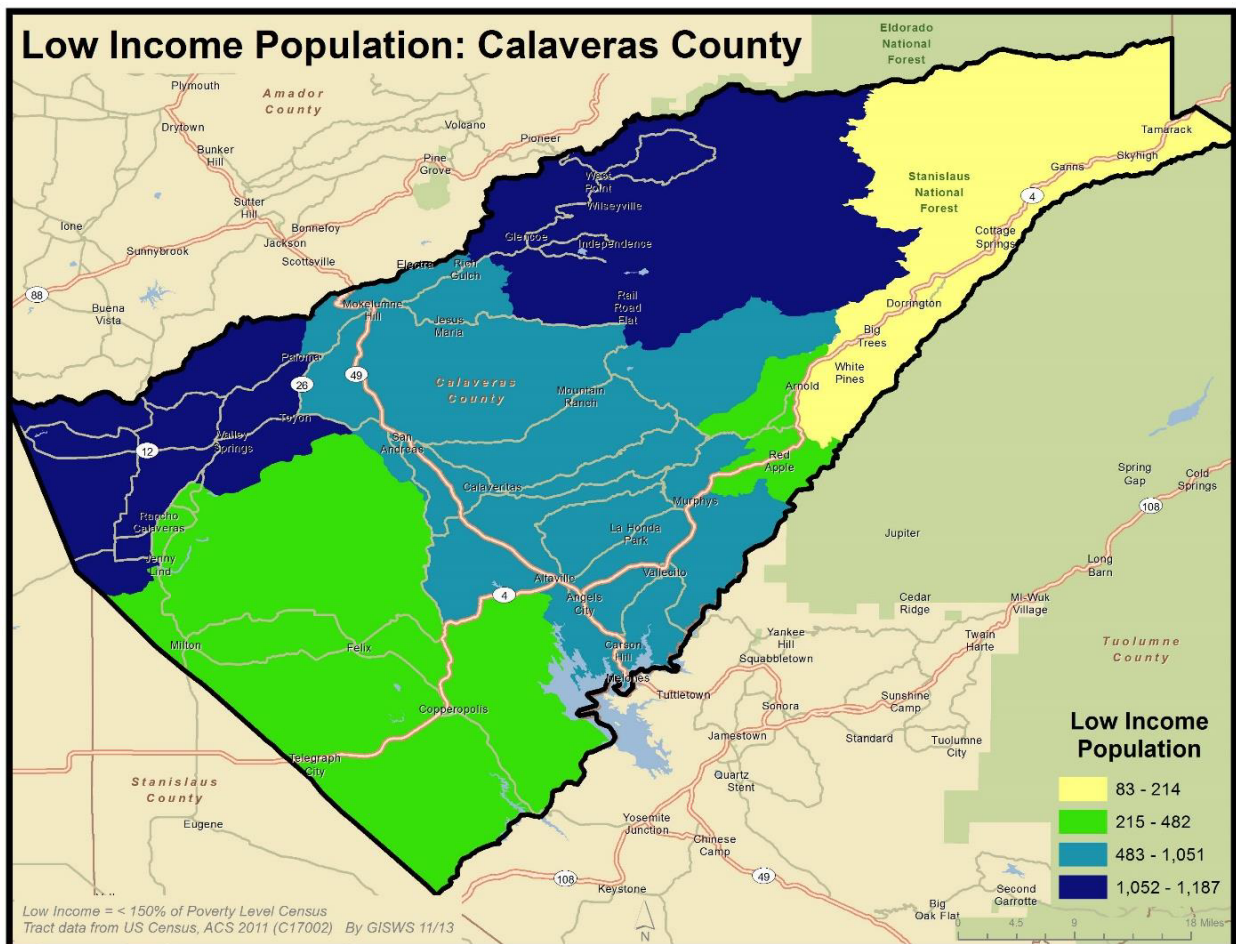 Low Income Population: Calaveras County
Eldorado
National
Forest
Plymouth
Amador
County
Drytown
Volcano
Pioneer
Bunker
Hill
Pine
Grove
Tamarack
Skyhigh
Ganns
West
Point
Stanislaus
National
Forest
4
Wilseyville
Sutter
Hill
Ione
Bonnefoy
Jackson
Sunnybrook
Scottsville
Glencoe
Independence
Cottage
Springs
Electra
Rich
Gulch
88
Buena
Vista
Mokelumne
Hill
Jesus
Maria
Rail
Road
Flat
Dorrington
Big
Trees
White
Pines
Paloma
26
49
Calaveras
County
Mountain
Ranch
Arnold
Toyon
12
Valley
Springs
San
Andreas
Red
Apple
Calaveritas
Murphys
Spring
Gap
Cold
Springs
108
Rancho
Calaveras
La Honda
Park
Jupiter
Jenny
Lind
Altaville
Vallecito
Long
Barn
4
Angels
City
Cedar
Ridge
Mi-Wuk
Village
Milton
Felix
Carson
Hill
Yankee
Hill
Squabbletown
Twain
Harte
Tuolumne
County
Melones
Tuttletown
Copperopolis
Sonora
Sunshine
Camp
Jamestown
Standard
Tuolumne
City
Telegraph
City
Quartz
Stent
Stanislaus
County
Eugene
Yosemite
Junction
Chinese
Camp
108
49
Keystone
Second
Garrotte
Big
Oak Flat
Low Income
Population
83 - 214
215 - 482
483 - 1,051
1,052 - 1,187
Low Income = < 150% of Poverty Level Census
Tract data from US Census, ACS 2011 (C17002) By GISWS 11/13
N
0 4.5 9 18 Miles